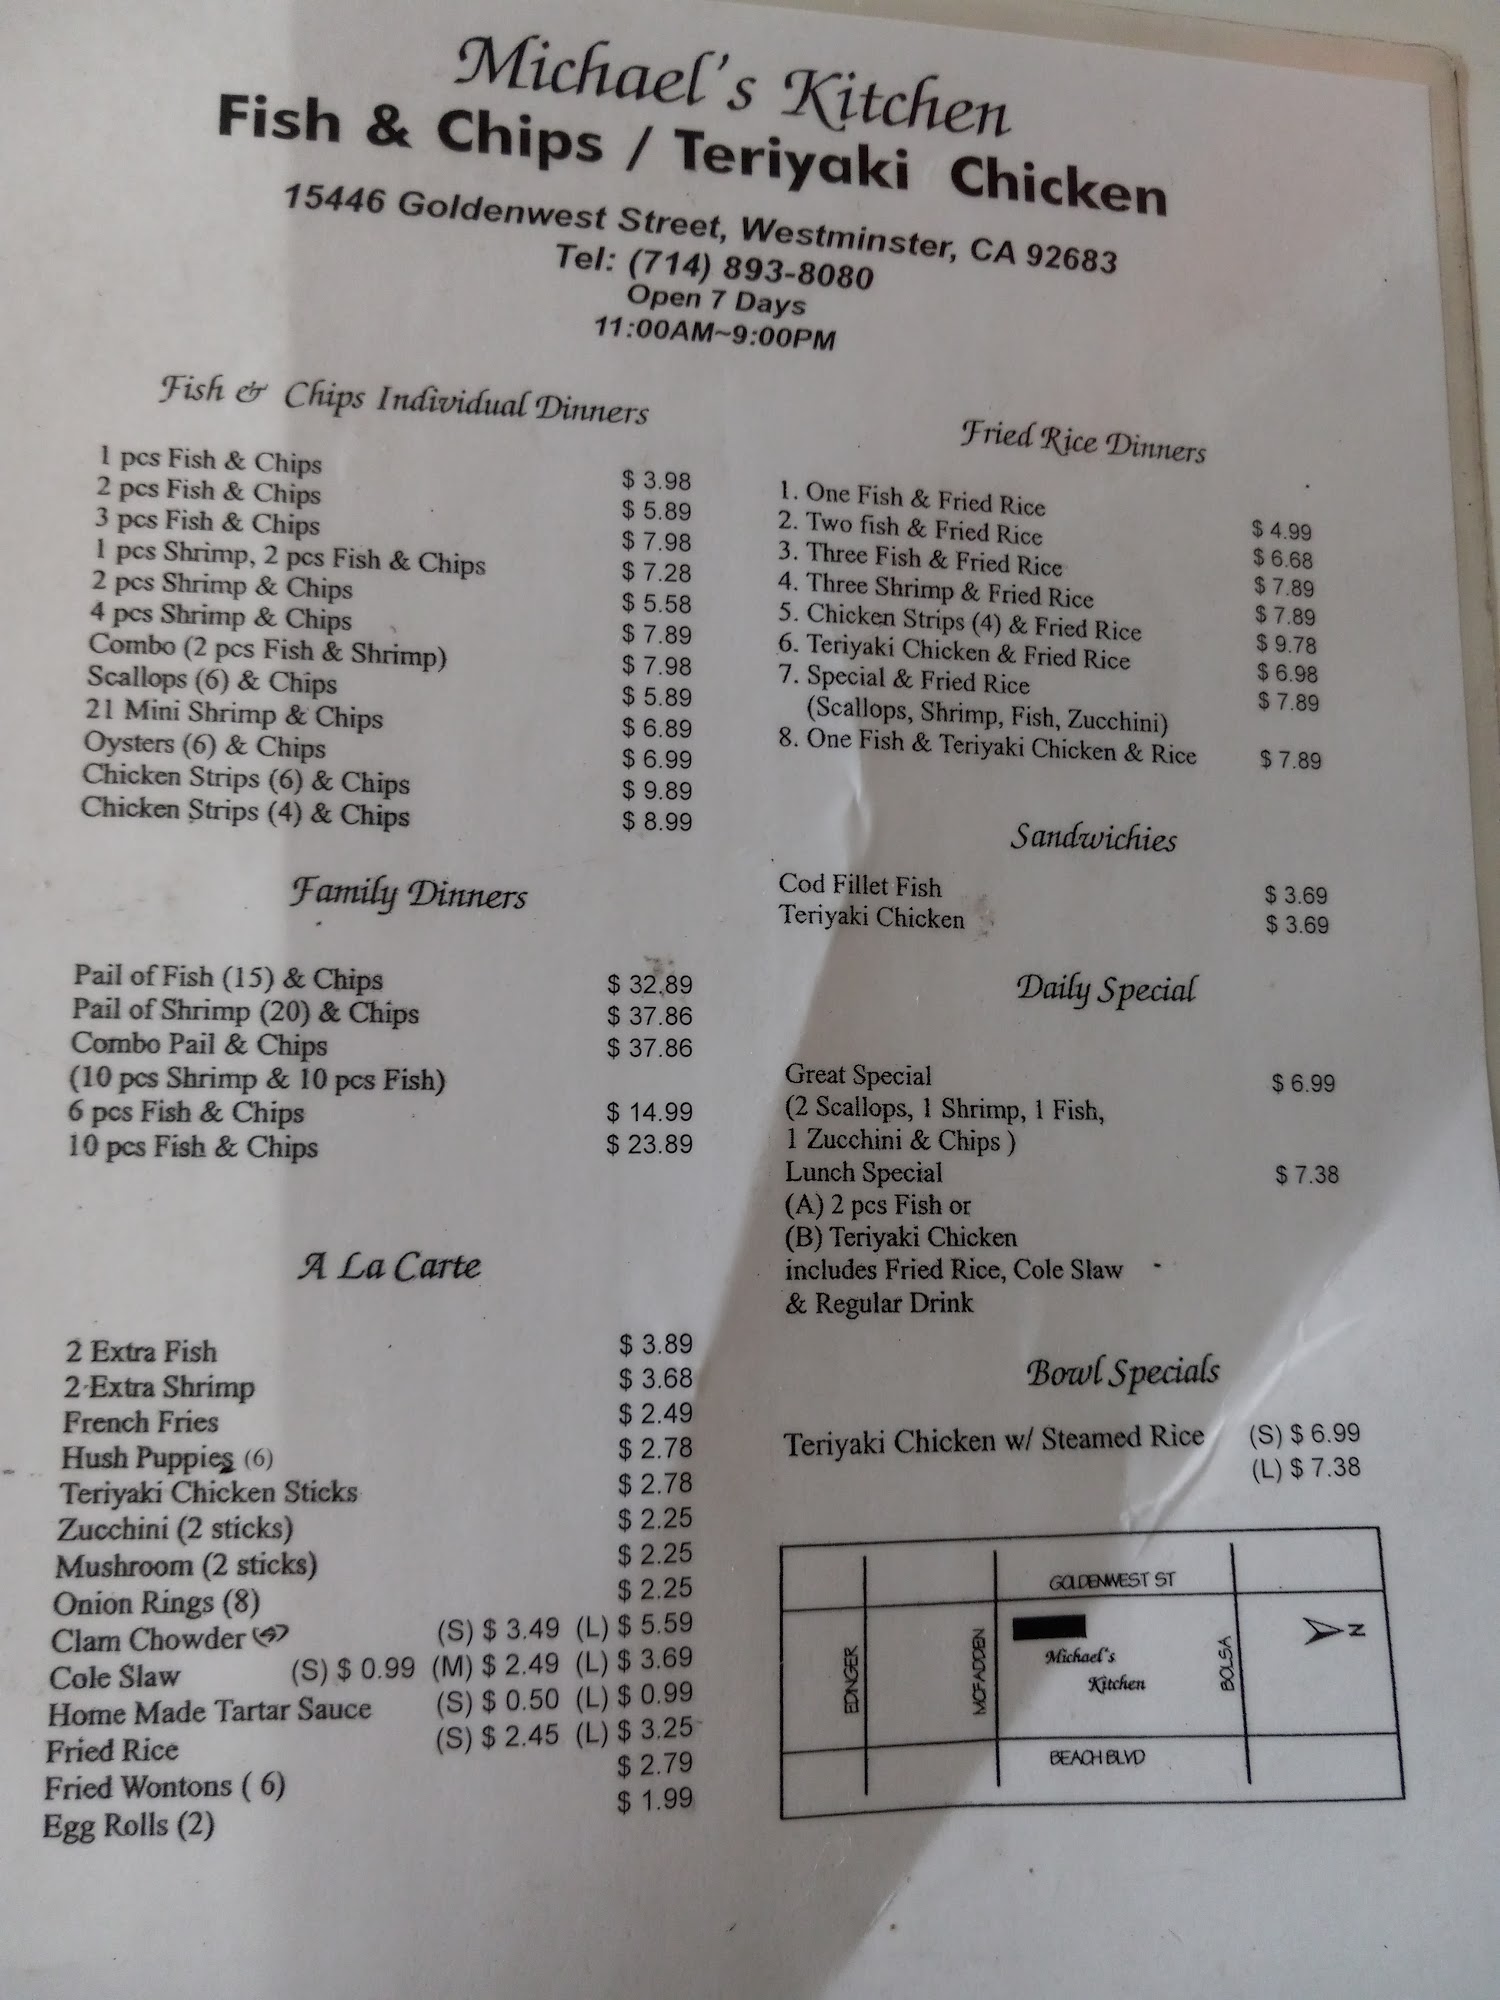 Michael's Kitchen
Fish & Chips / Teriyaki Chicken
15446 Goldenwest Street, Westminster, CA 92683
Tel: (714) 893-8080
Open 7 Days
11:00AM~9:00PM
Fish & Chips Individual Dinners
1 pcs Fish & Chips $ 3.98
2 pcs Fish & Chips $ 5.89
3 pcs Fish & Chips $ 7.98
1 pcs Shrimp, 2 pcs Fish & Chips $ 7.28
2 pcs Shrimp & Chips $ 5.58
4 pcs Shrimp & Chips $ 7.89
Combo (2 pcs Fish & Shrimp) $ 7.98
Scallops (6) & Chips $ 5.89
21 Mini Shrimp & Chips $ 6.89
Oysters (6) & Chips $ 6.99
Chicken Strips (6) & Chips $ 9.89
Chicken Strips (4) & Chips $ 8.99
Family Dinners
Pail of Fish (15) & Chips $ 32.89
Pail of Shrimp (20) & Chips $ 37.86
Combo Pail & Chips $ 37.86
(10 pcs Shrimp & 10 pcs Fish)
6 pcs Fish & Chips $ 14.99
10 pcs Fish & Chips $ 23.89
A La Carte
2 Extra Fish $ 3.89
2 Extra Shrimp $ 3.68
French Fries $ 2.49
Hush Puppies (6) $ 2.78
Teriyaki Chicken Sticks $ 2.78
Zucchini (2 sticks) $ 2.25
Mushroom (2 sticks) $ 2.25
Onion Rings (8) $ 2.25
Clam Chowder (S) $ 3.49 (L) $ 5.59
Cole Slaw (S) $ 0.99 (M) $ 2.49 (L) $ 3.69
Home Made Tartar Sauce (S) $ 0.50 (L) $ 0.99
Fried Rice (S) $ 2.45 (L) $ 3.25
Fried Wontons ( 6) $ 2.79
Egg Rolls (2) $ 1.99
Fried Rice Dinners
1. One Fish & Fried Rice $ 4.99
2. Two fish & Fried Rice $ 6.68
3. Three Fish & Fried Rice $ 7.89
4. Three Shrimp & Fried Rice $ 7.89
5. Chicken Strips (4) & Fried Rice $ 9.78
6. Teriyaki Chicken & Fried Rice $ 6.98
7. Special & Fried Rice $ 7.89
(Scallops, Shrimp, Fish, Zucchini)
8. One Fish & Teriyaki Chicken & Rice $ 7.89
Sandwichies
Cod Fillet Fish $ 3.69
Teriyaki Chicken $ 3.69
Daily Special
Great Special $ 6.99
(2 Scallops, 1 Shrimp, 1 Fish,
1 Zucchini & Chips )
Lunch Special $ 7.38
(A) 2 pcs Fish or
(B) Teriyaki Chicken
includes Fried Rice, Cole Slaw
& Regular Drink
Bowl Specials
Teriyaki Chicken w/ Steamed Rice (S) $ 6.99
(L) $ 7.38
GOLDENWEST ST
EDNGER
MCFADDEN
Michael's
Kitchen
BOLSA
N
BEACH BLVD